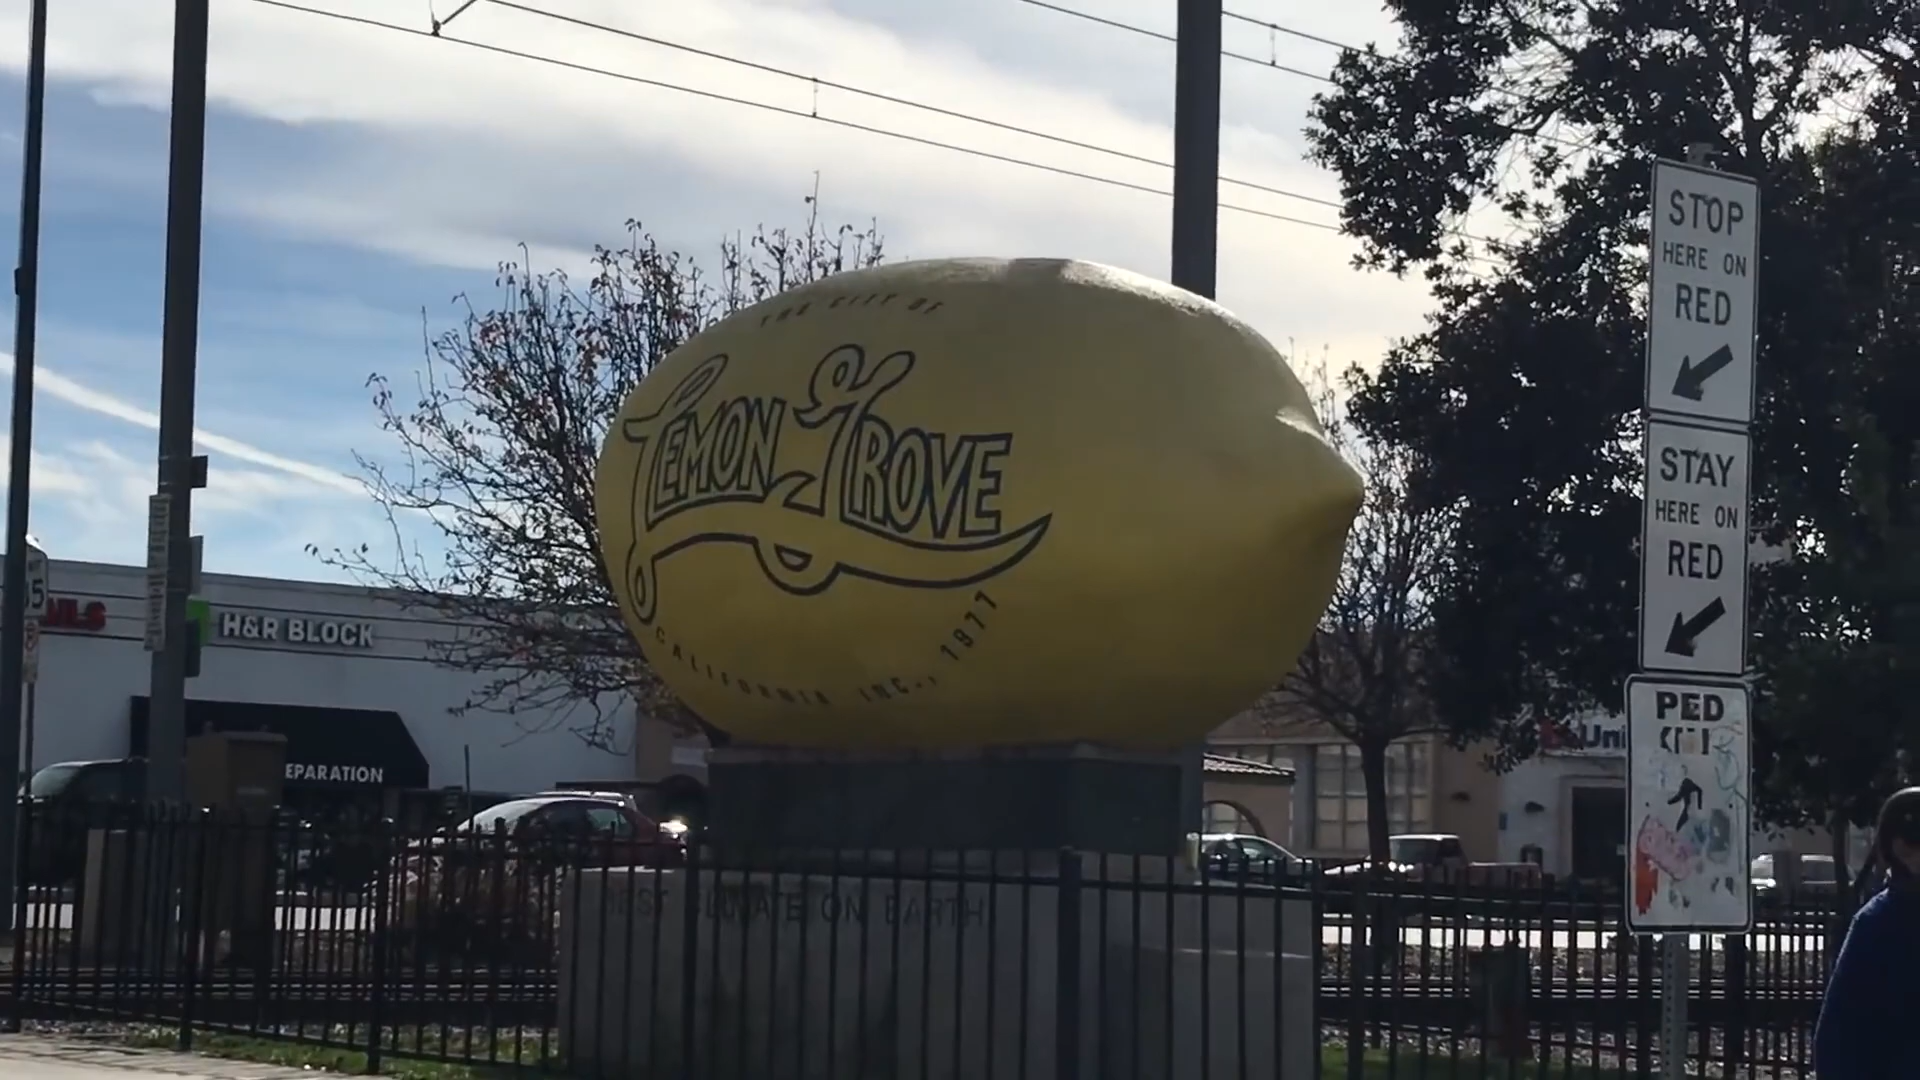 THE CITY OF
LEMON GROVE
CALIFORNIA INC., 1977
BEST CLIMATE ON EARTH
H&R BLOCK
EPARATION
STOP
HERE ON
RED
STAY
HERE ON
RED
PED